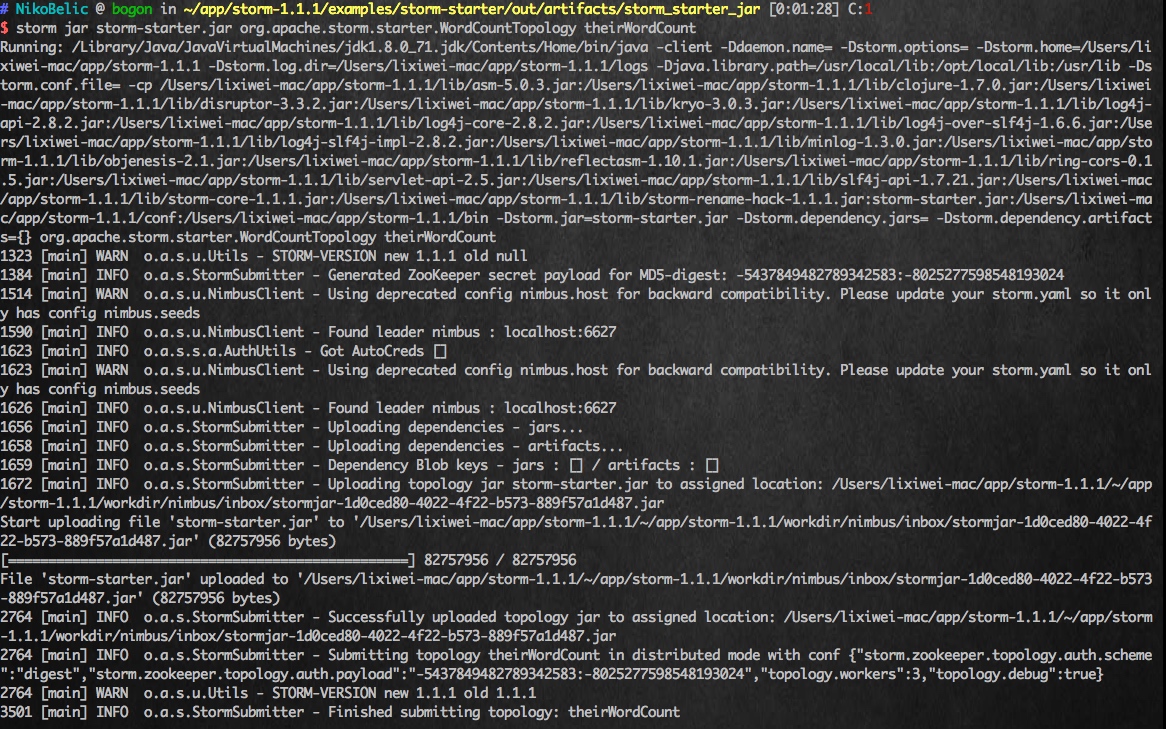 # NikoBelic @ bogon in ~/app/storm-1.1.1/examples/storm-starter/out/artifacts/storm_starter_jar [0:01:28] C:1
$ storm jar storm-starter.jar org.apache.storm.starter.WordCountTopology theirWordCount
Running: /Library/Java/JavaVirtualMachines/jdk1.8.0_71.jdk/Contents/Home/bin/java -client -Ddaemon.name= -Dstorm.options= -Dstorm.home=/Users/li
xiwei-mac/app/storm-1.1.1 -Dstorm.log.dir=/Users/lixiwei-mac/app/storm-1.1.1/logs -Djava.library.path=/usr/local/lib:/opt/local/lib:/usr/lib -Ds
torm.conf.file= -cp /Users/lixiwei-mac/app/storm-1.1.1/lib/asm-5.0.3.jar:/Users/lixiwei-mac/app/storm-1.1.1/lib/clojure-1.7.0.jar:/Users/lixiwei
-mac/app/storm-1.1.1/lib/disruptor-3.3.2.jar:/Users/lixiwei-mac/app/storm-1.1.1/lib/kryo-3.0.3.jar:/Users/lixiwei-mac/app/storm-1.1.1/lib/log4j-
api-2.8.2.jar:/Users/lixiwei-mac/app/storm-1.1.1/lib/log4j-core-2.8.2.jar:/Users/lixiwei-mac/app/storm-1.1.1/lib/log4j-over-slf4j-1.6.6.jar:/Use
rs/lixiwei-mac/app/storm-1.1.1/lib/log4j-slf4j-impl-2.8.2.jar:/Users/lixiwei-mac/app/storm-1.1.1/lib/minlog-1.3.0.jar:/Users/lixiwei-mac/app/sto
rm-1.1.1/lib/objenesis-2.1.jar:/Users/lixiwei-mac/app/storm-1.1.1/lib/reflectasm-1.10.1.jar:/Users/lixiwei-mac/app/storm-1.1.1/lib/ring-cors-0.1
.5.jar:/Users/lixiwei-mac/app/storm-1.1.1/lib/servlet-api-2.5.jar:/Users/lixiwei-mac/app/storm-1.1.1/lib/slf4j-api-1.7.21.jar:/Users/lixiwei-mac
/app/storm-1.1.1/lib/storm-core-1.1.1.jar:/Users/lixiwei-mac/app/storm-1.1.1/lib/storm-rename-hack-1.1.1.jar:storm-starter.jar:/Users/lixiwei-ma
c/app/storm-1.1.1/conf:/Users/lixiwei-mac/app/storm-1.1.1/bin -Dstorm.jar=storm-starter.jar -Dstorm.dependency.jars= -Dstorm.dependency.artifact
s={} org.apache.storm.starter.WordCountTopology theirWordCount
1323 [main] WARN  o.a.s.u.Utils - STORM-VERSION new 1.1.1 old null
1384 [main] INFO  o.a.s.StormSubmitter - Generated ZooKeeper secret payload for MD5-digest: -5437849482789342583:-8025277598548193024
1514 [main] WARN  o.a.s.u.NimbusClient - Using deprecated config nimbus.host for backward compatibility. Please update your storm.yaml so it onl
y has config nimbus.seeds
1590 [main] INFO  o.a.s.u.NimbusClient - Found leader nimbus : localhost:6627
1623 [main] INFO  o.a.s.s.a.AuthUtils - Got AutoCreds []
1623 [main] WARN  o.a.s.u.NimbusClient - Using deprecated config nimbus.host for backward compatibility. Please update your storm.yaml so it onl
y has config nimbus.seeds
1626 [main] INFO  o.a.s.u.NimbusClient - Found leader nimbus : localhost:6627
1656 [main] INFO  o.a.s.StormSubmitter - Uploading dependencies - jars...
1658 [main] INFO  o.a.s.StormSubmitter - Uploading dependencies - artifacts...
1659 [main] INFO  o.a.s.StormSubmitter - Dependency Blob keys - jars : [] / artifacts : []
1672 [main] INFO  o.a.s.StormSubmitter - Uploading topology jar storm-starter.jar to assigned location: /Users/lixiwei-mac/app/storm-1.1.1/~/app
/storm-1.1.1/workdir/nimbus/inbox/stormjar-1d0ced80-4022-4f22-b573-889f57a1d487.jar
Start uploading file 'storm-starter.jar' to '/Users/lixiwei-mac/app/storm-1.1.1/~/app/storm-1.1.1/workdir/nimbus/inbox/stormjar-1d0ced80-4022-4f
22-b573-889f57a1d487.jar' (82757956 bytes)
[==================================================] 82757956 / 82757956
File 'storm-starter.jar' uploaded to '/Users/lixiwei-mac/app/storm-1.1.1/~/app/storm-1.1.1/workdir/nimbus/inbox/stormjar-1d0ced80-4022-4f22-b573
-889f57a1d487.jar' (82757956 bytes)
2764 [main] INFO  o.a.s.StormSubmitter - Successfully uploaded topology jar to assigned location: /Users/lixiwei-mac/app/storm-1.1.1/~/app/storm
-1.1.1/workdir/nimbus/inbox/stormjar-1d0ced80-4022-4f22-b573-889f57a1d487.jar
2764 [main] INFO  o.a.s.StormSubmitter - Submitting topology theirWordCount in distributed mode with conf {"storm.zookeeper.topology.auth.scheme
":"digest","storm.zookeeper.topology.auth.payload":"-5437849482789342583:-8025277598548193024","topology.workers":3,"topology.debug":true}
2764 [main] WARN  o.a.s.u.Utils - STORM-VERSION new 1.1.1 old 1.1.1
3501 [main] INFO  o.a.s.StormSubmitter - Finished submitting topology: theirWordCount